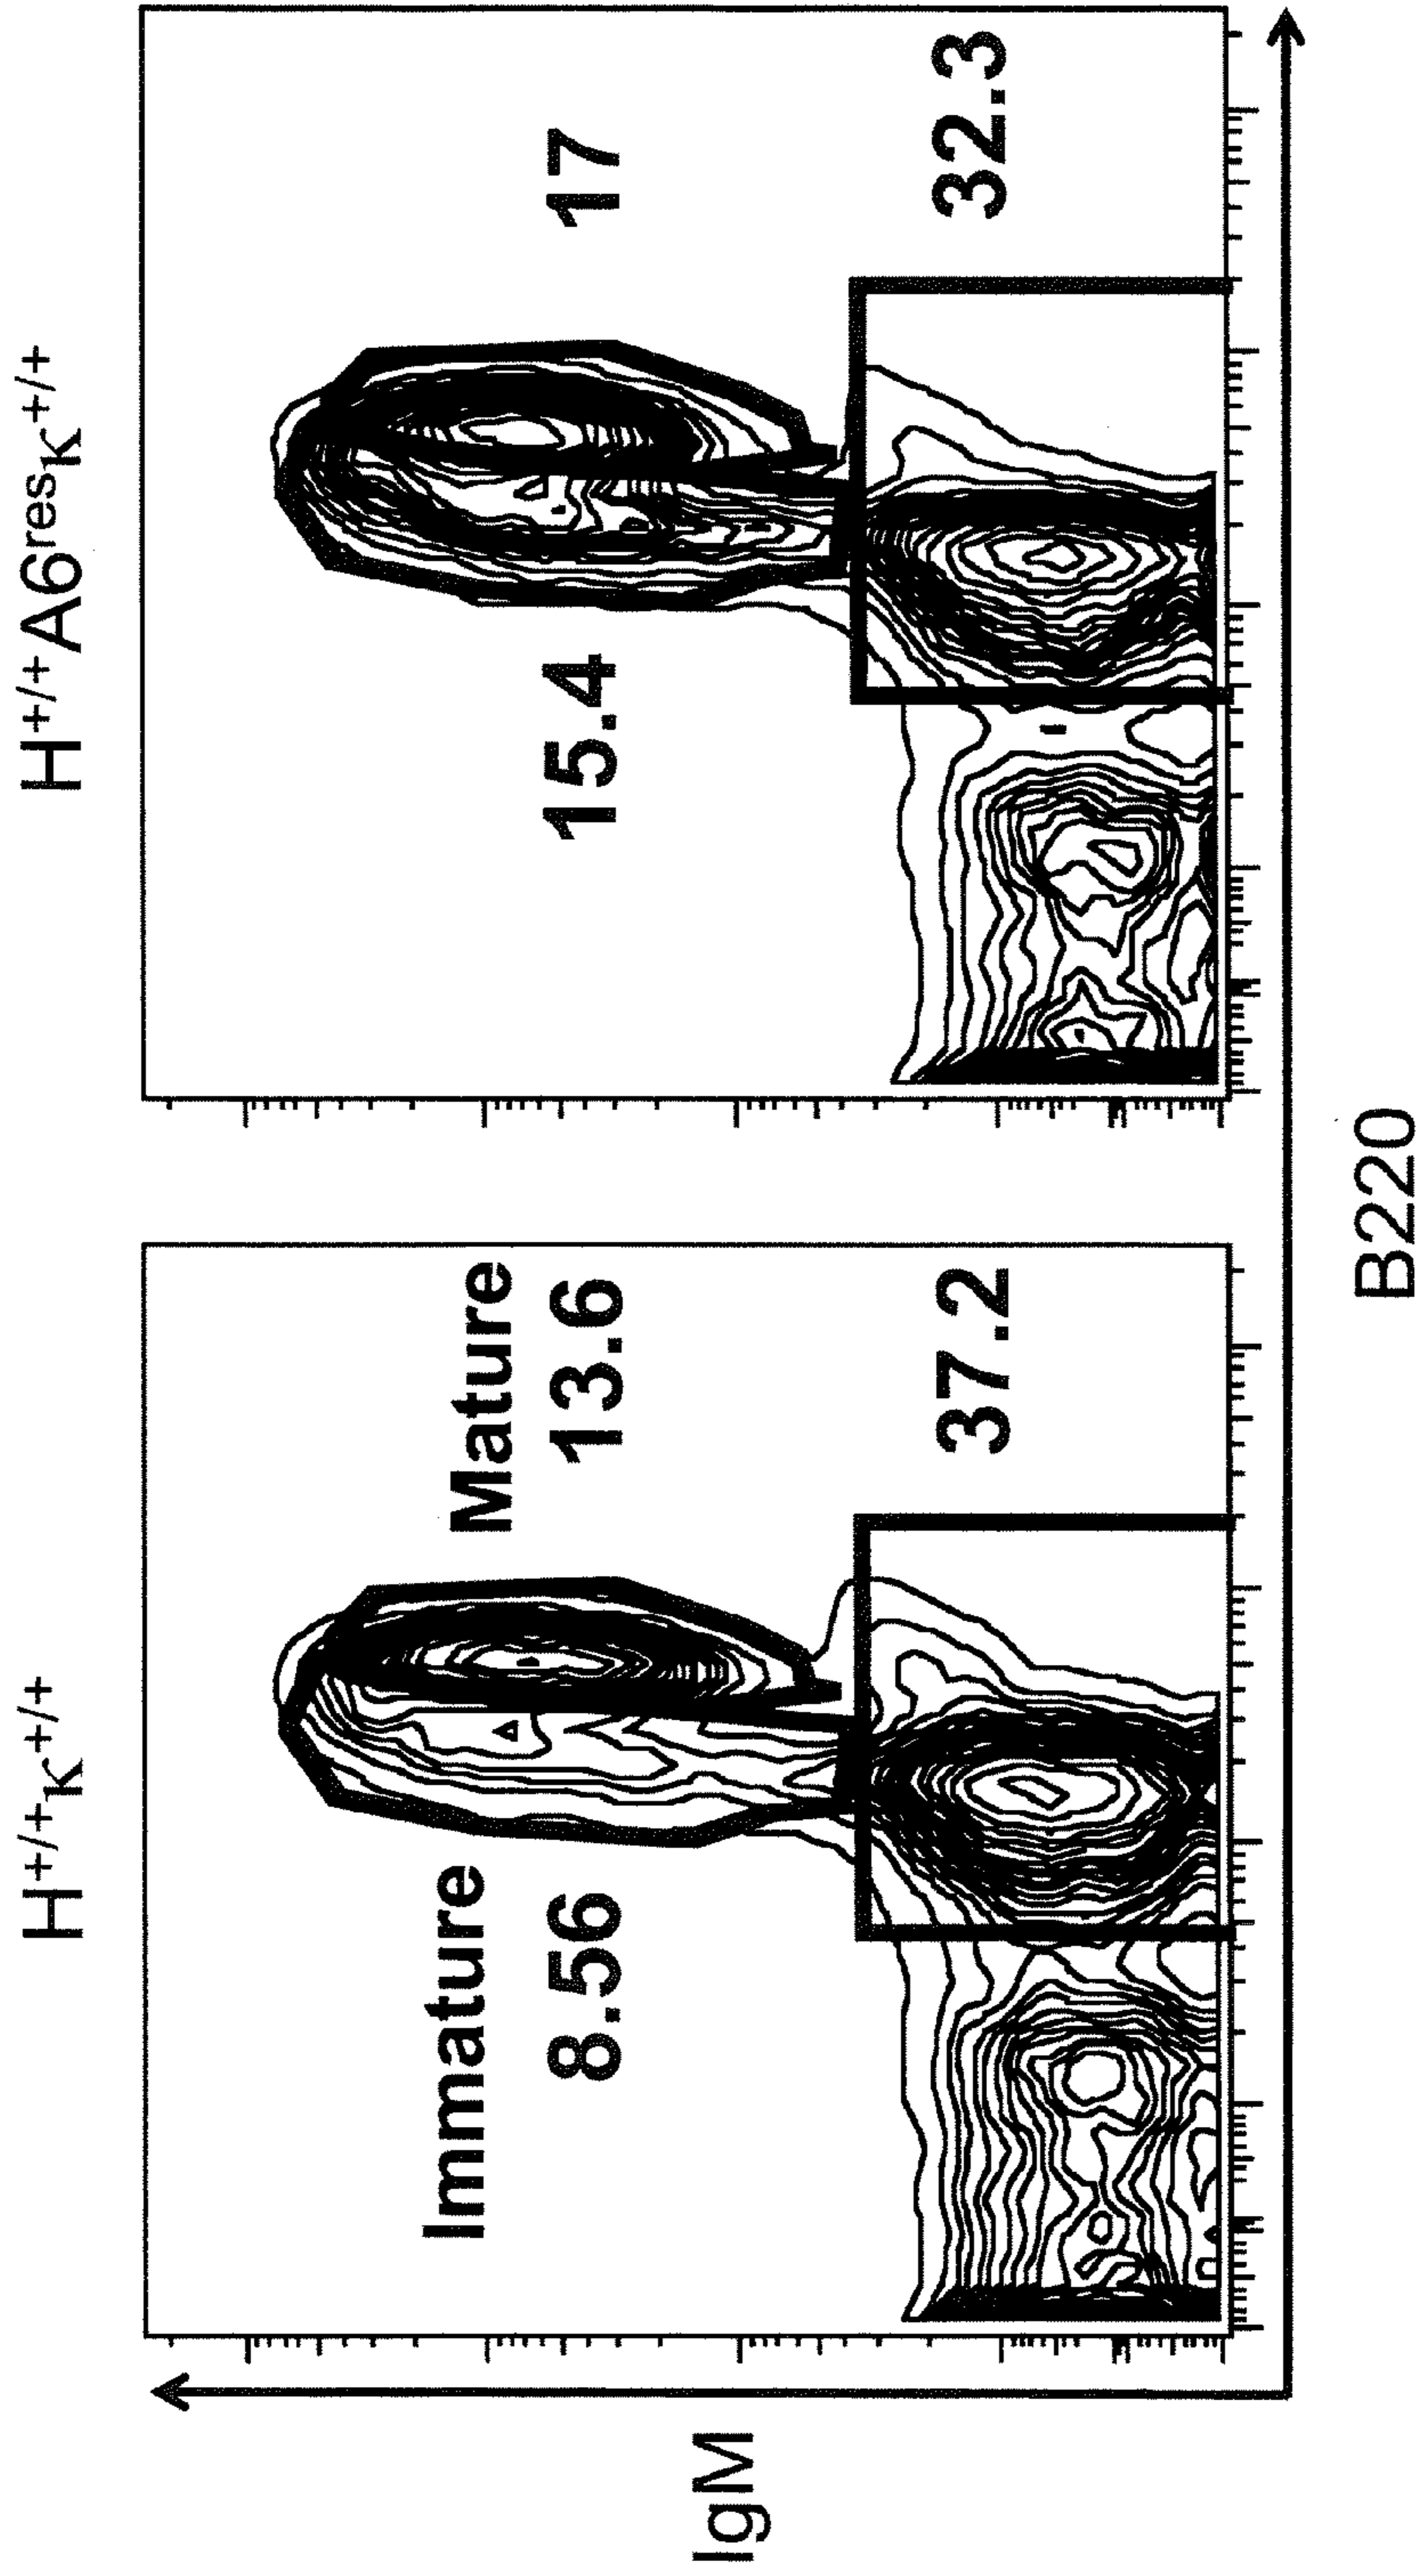 H+/+κ+/+
H+/+A6resκ+/+
Immature
8.56
Mature
13.6
37.2
15.4
17
32.3
IgM
B220